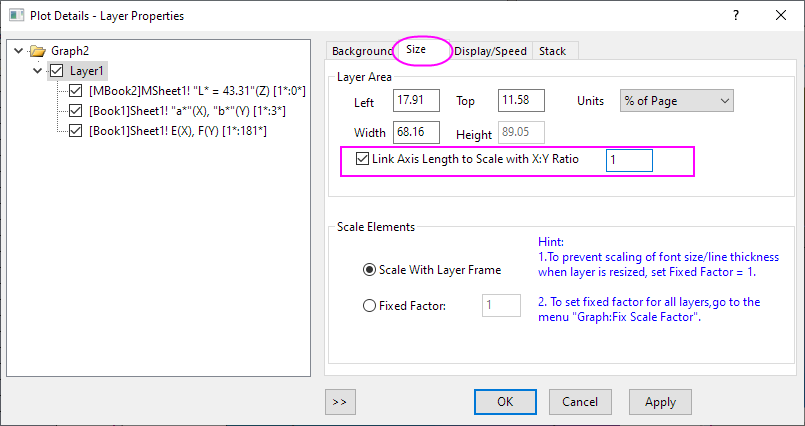 Plot Details - Layer Properties
Graph2
Layer1
[MBook2]MSheet1! "L* = 43.31"(Z) [1*:0*]
[Book1]Sheet1! "a*"(X), "b*"(Y) [1*:3*]
[Book1]Sheet1! E(X), F(Y) [1*:181*]
Background Size Display/Speed Stack
Layer Area
Left 17.91 Top 11.58 Units % of Page
Width 68.16 Height 89.05
Link Axis Length to Scale with X:Y Ratio 1
Scale Elements
Scale With Layer Frame
Fixed Factor: 1
Hint:
1.To prevent scaling of font size/line thickness
when layer is resized, set Fixed Factor = 1.
2. To set fixed factor for all layers,go to the
menu "Graph:Fix Scale Factor".
>> OK Cancel Apply